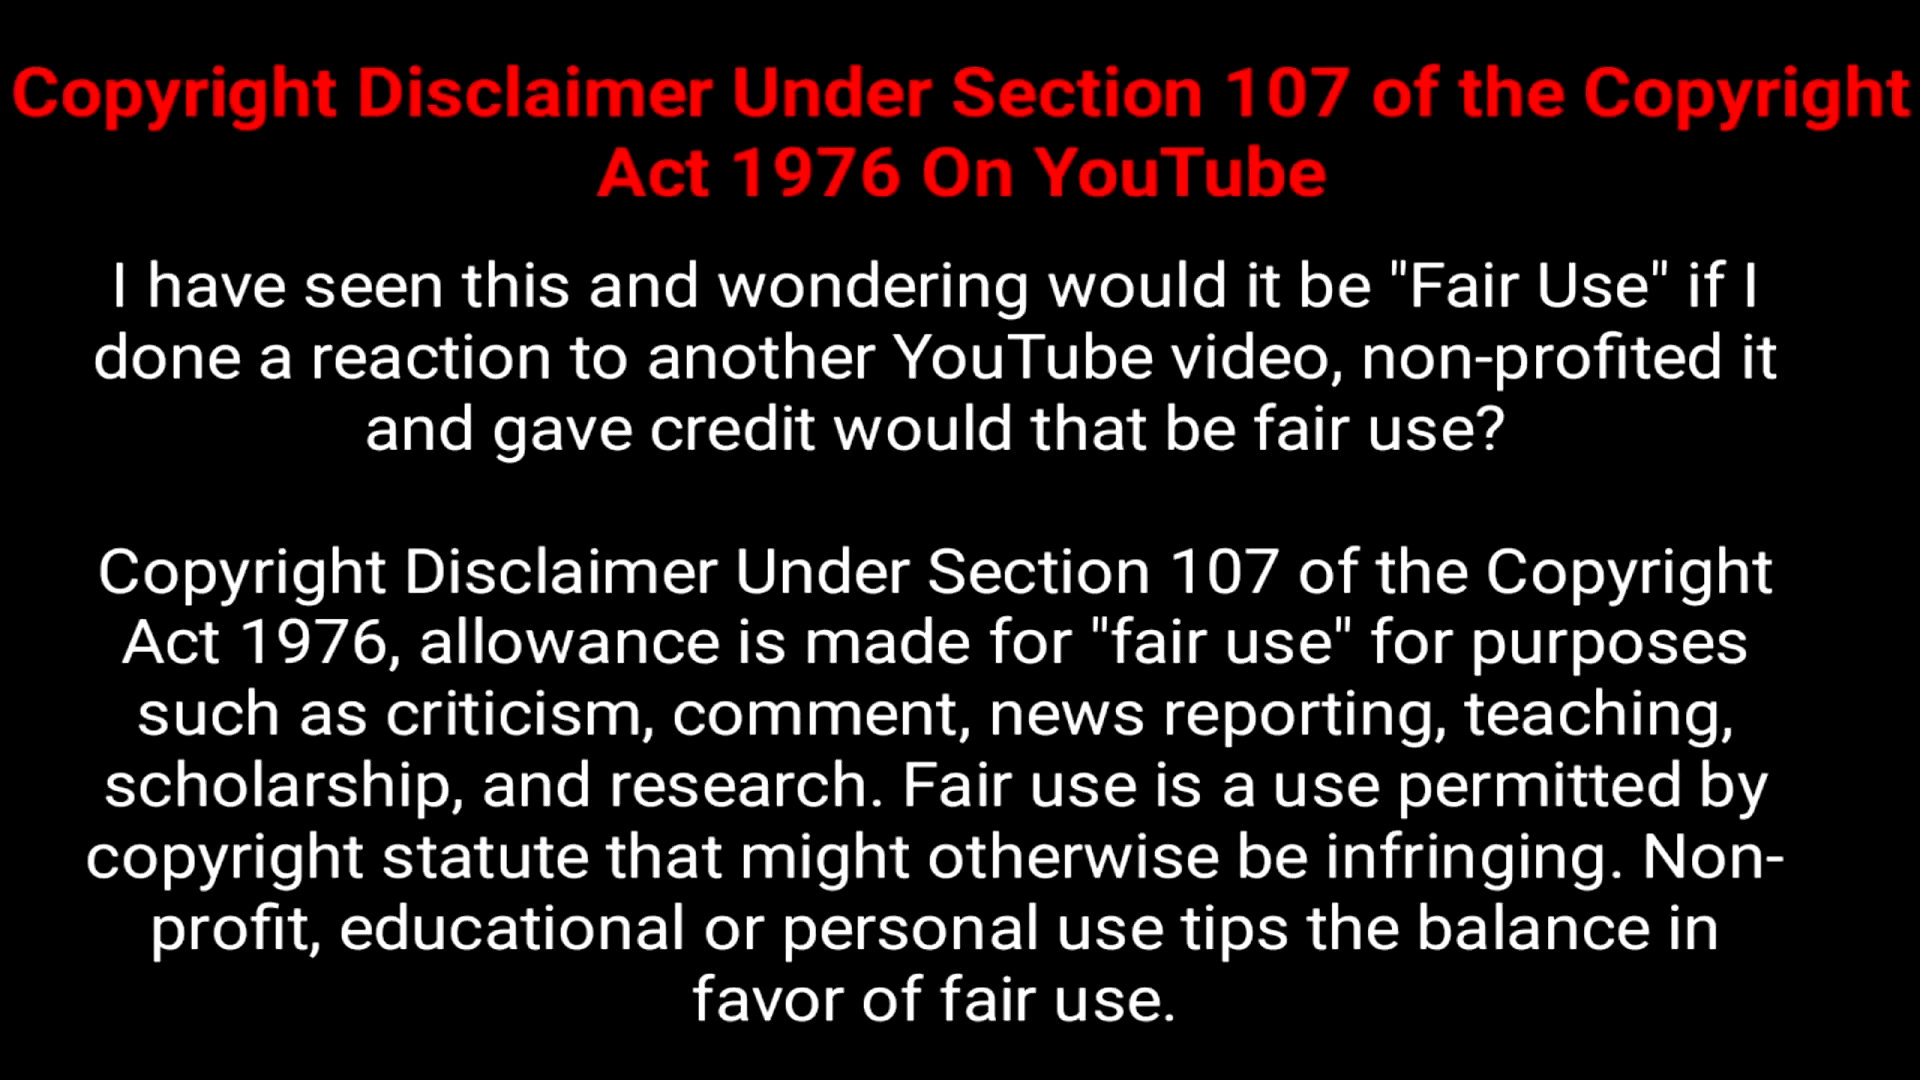 Copyright Disclaimer Under Section 107 of the Copyright
Act 1976 On YouTube
I have seen this and wondering would it be "Fair Use" if I
done a reaction to another YouTube video, non-profited it
and gave credit would that be fair use?
Copyright Disclaimer Under Section 107 of the Copyright
Act 1976, allowance is made for "fair use" for purposes
such as criticism, comment, news reporting, teaching,
scholarship, and research. Fair use is a use permitted by
copyright statute that might otherwise be infringing. Non-
profit, educational or personal use tips the balance in
favor of fair use.